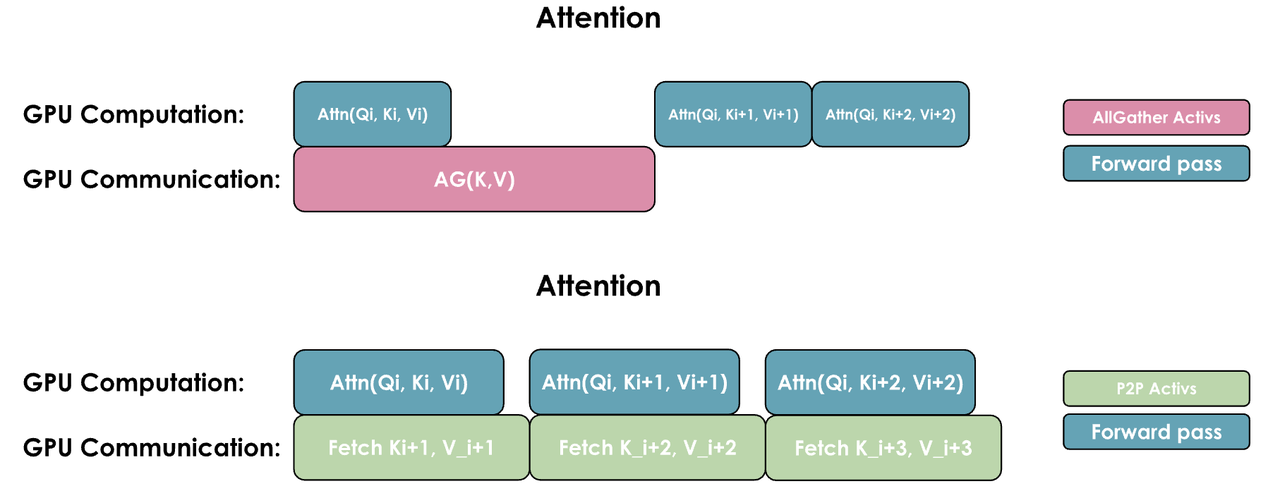 Attention
GPU Computation:
Attn(Qi, Ki, Vi)
Attn(Qi, Ki+1, Vi+1)
Attn(Qi, Ki+2, Vi+2)
AllGather Activs
Forward pass
GPU Communication:
AG(K,V)
Attention
GPU Computation:
Attn(Qi, Ki, Vi)
Attn(Qi, Ki+1, Vi+1)
Attn(Qi, Ki+2, Vi+2)
P2P Activs
Forward pass
GPU Communication:
Fetch Ki+1, V_i+1
Fetch K_i+2, V_i+2
Fetch K_i+3, V_i+3